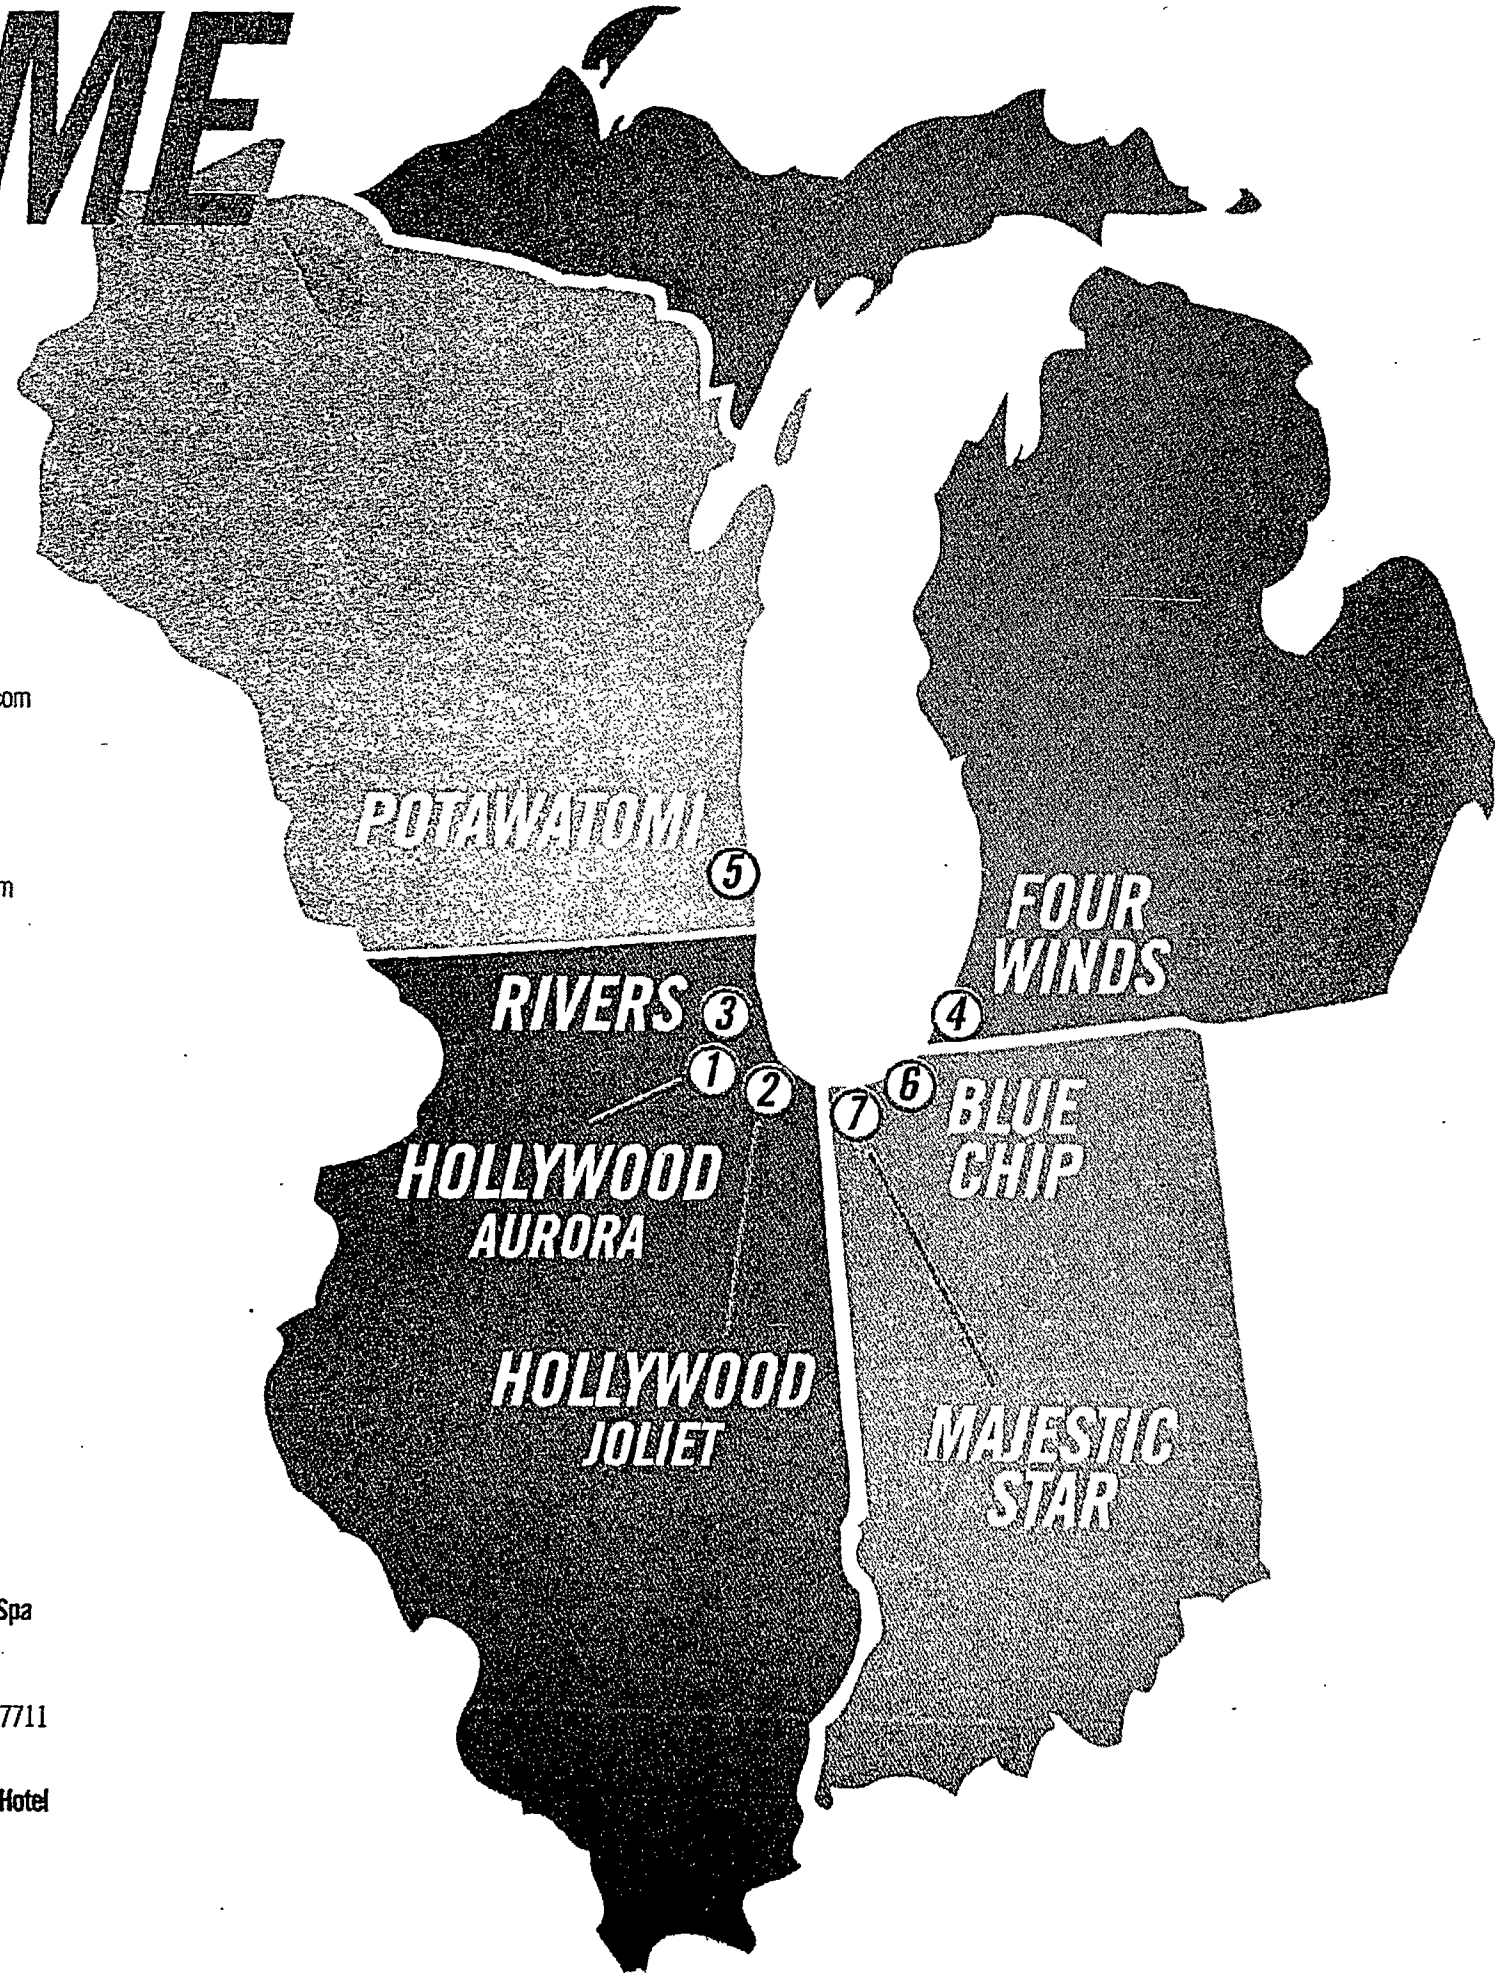 ME
com
m
Spa
7711
Hotel
POTAWATOMI
5
FOUR
WINDS
4
RIVERS
3
1
2
6
7
BLUE
CHIP
HOLLYWOOD
AURORA
HOLLYWOOD
JOLIET
MAJESTIC
STAR